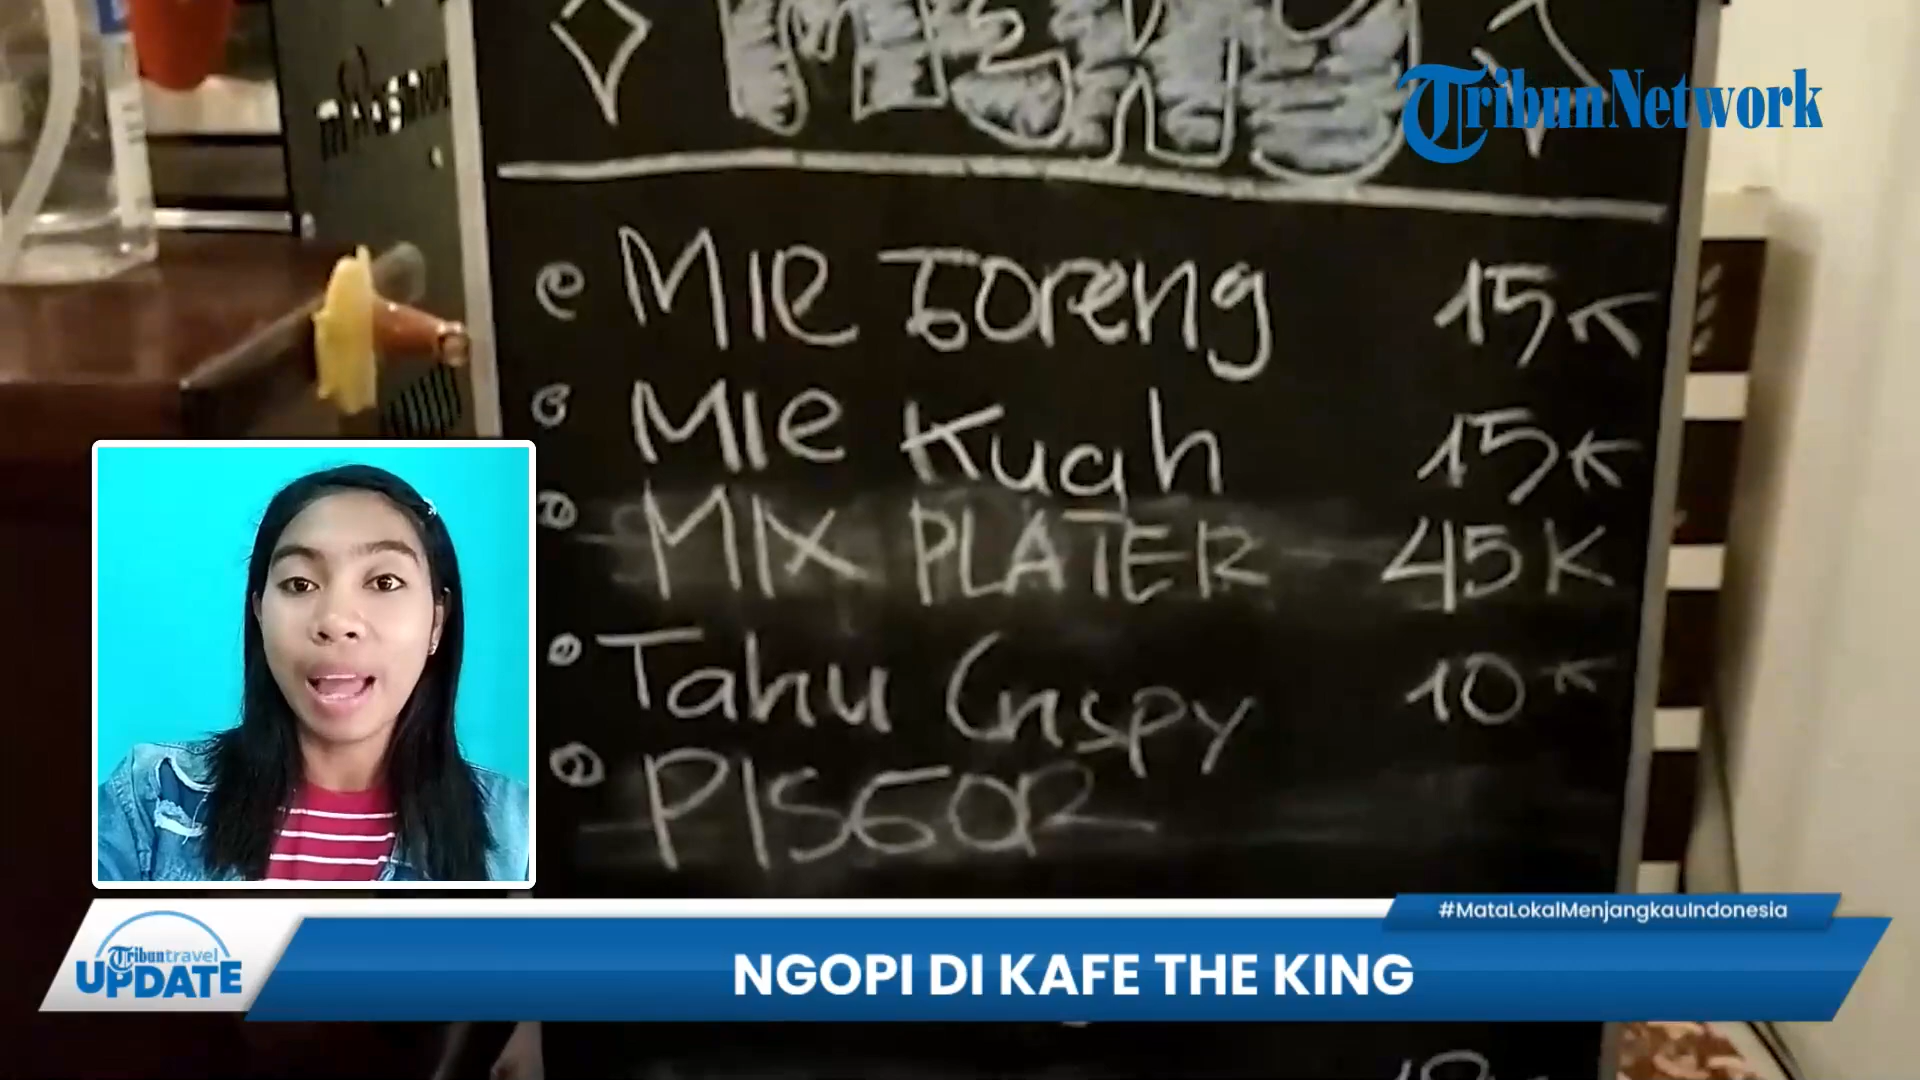 MENU
TribunNetwork
Mie Goreng 15K
Mie Kuah 15K
MIX PLATER 45K
Tahu Crispy 10K
PISGOR
#MataLokalMenjangkauIndonesia
Tribuntravel
UPDATE
NGOPI DI KAFE THE KING